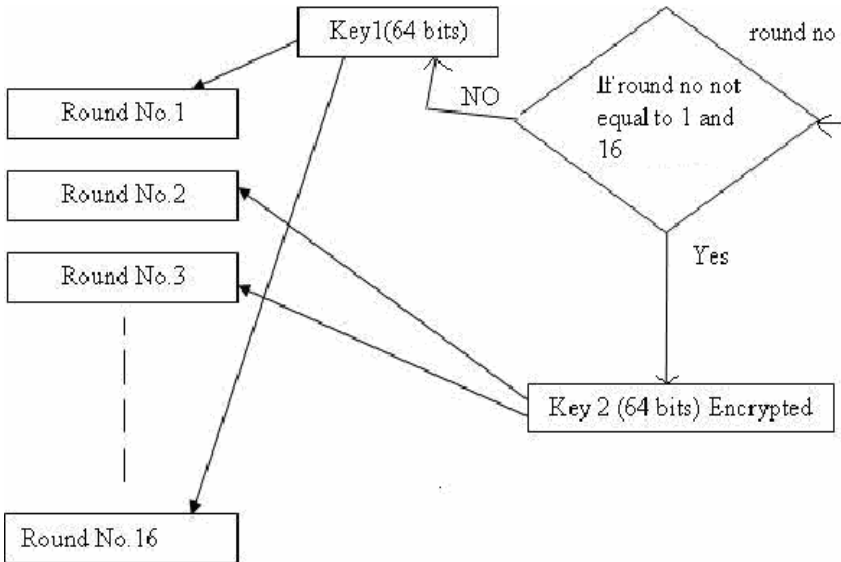 Key1(64 bits)
round no
If round no not
equal to 1 and
16
NO
Round No.1
Round No.2
Yes
Round No.3
Key 2 (64 bits) Encrypted
Round No.16